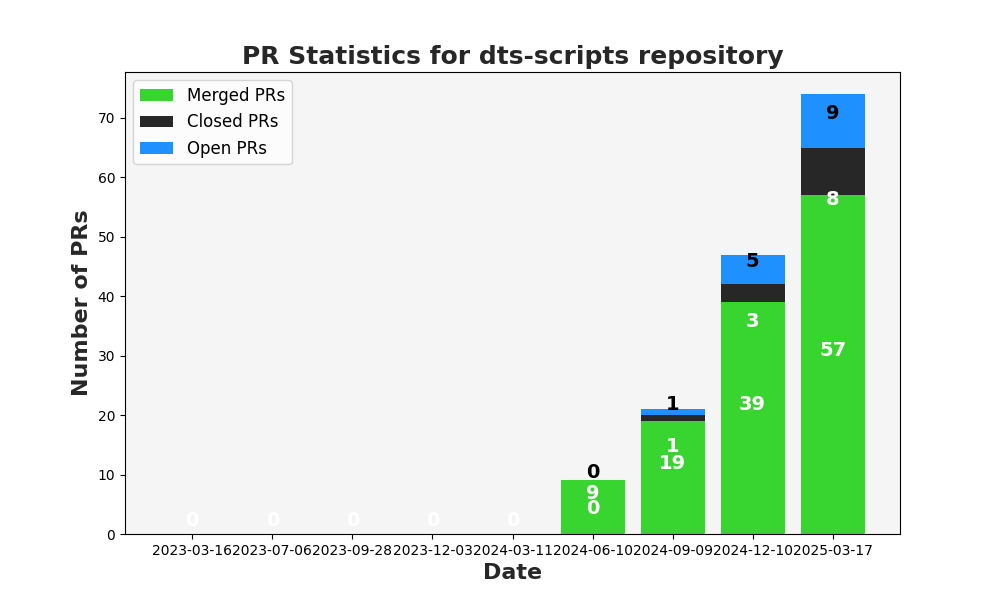 PR Statistics for dts-scripts repository
Merged PRs
Closed PRs
Open PRs
Number of PRs
70
60
50
40
30
20
10
0
9
8
57
5
3
39
1
1
19
0
9
0
0 0 0 0 0
2023-03-16 2023-07-06 2023-09-28 2023-12-03 2024-03-11 2024-06-10 2024-09-09 2024-12-10 2025-03-17
Date